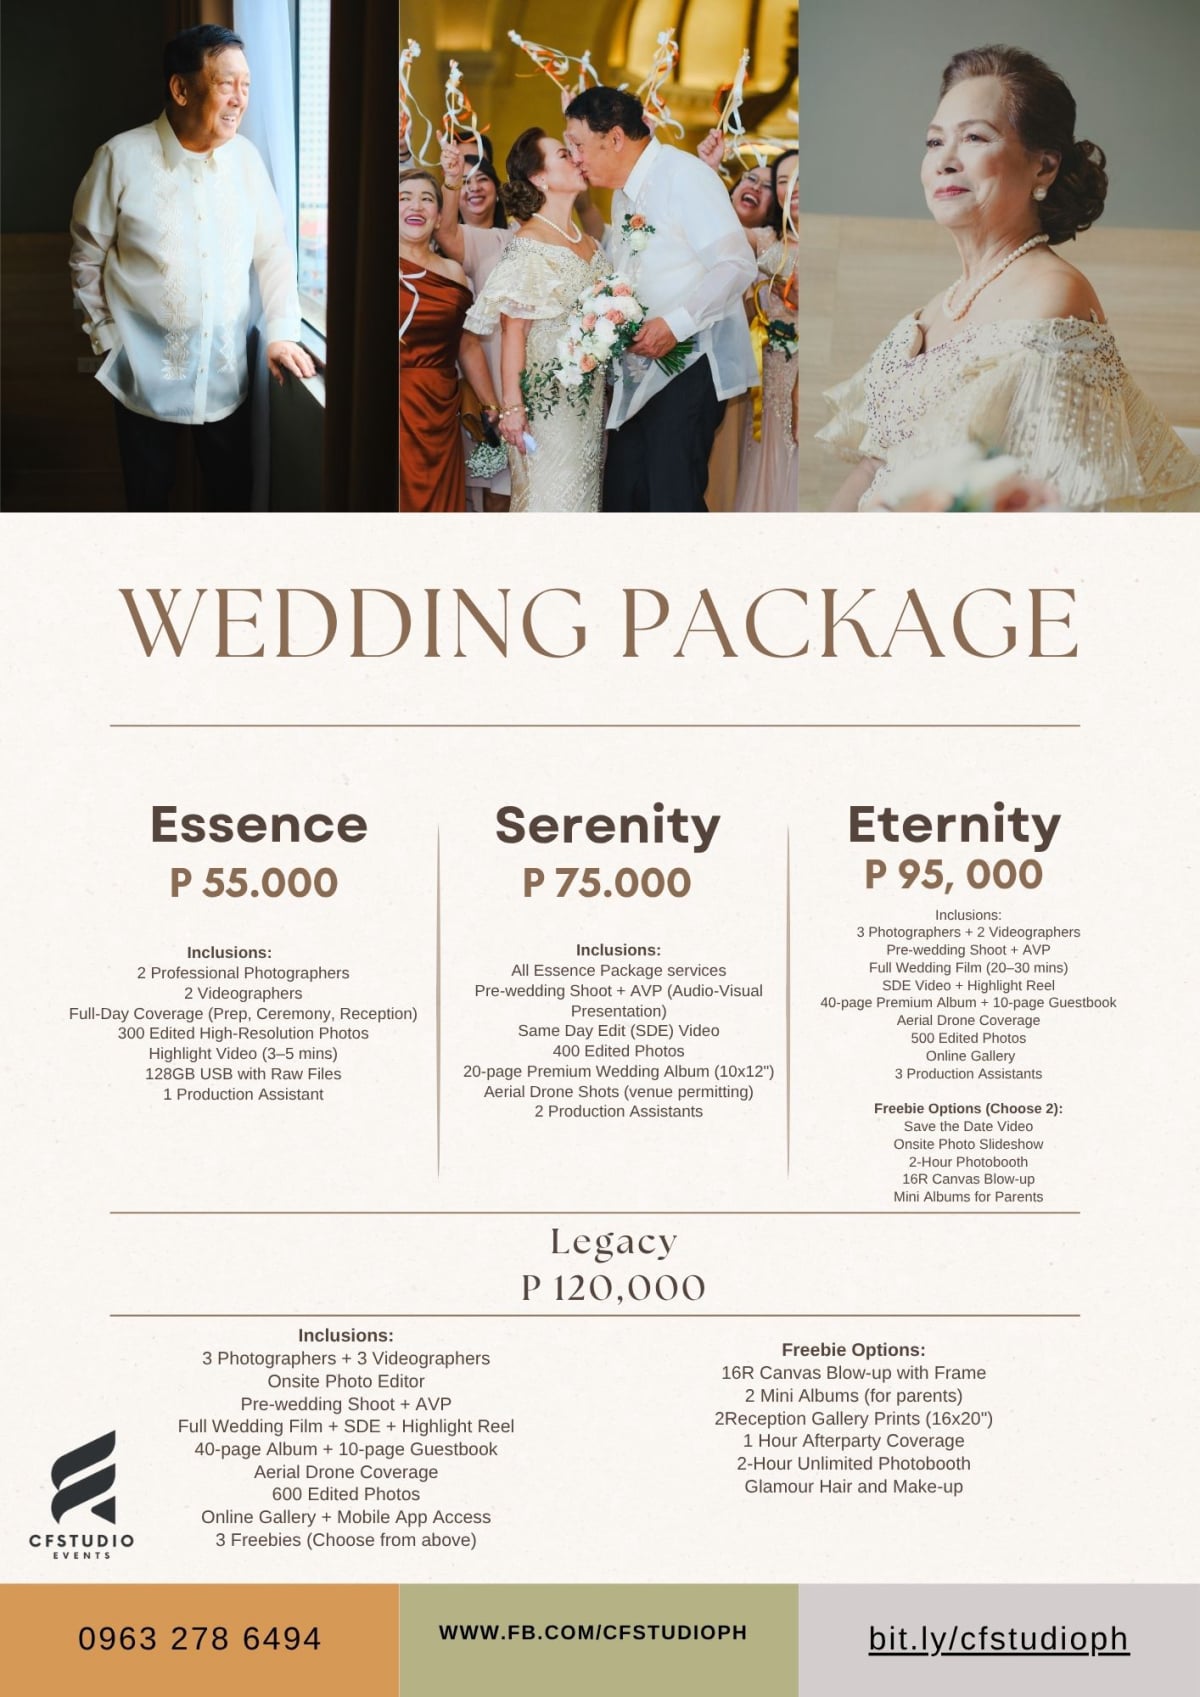 WEDDING PACKAGE
Essence
P 55.000
Inclusions:
2 Professional Photographers
2 Videographers
Full-Day Coverage (Prep, Ceremony, Reception)
300 Edited High-Resolution Photos
Highlight Video (3–5 mins)
128GB USB with Raw Files
1 Production Assistant
Serenity
P 75.000
Inclusions:
All Essence Package services
Pre-wedding Shoot + AVP (Audio-Visual
Presentation)
Same Day Edit (SDE) Video
400 Edited Photos
20-page Premium Wedding Album (10x12")
Aerial Drone Shots (venue permitting)
2 Production Assistants
Eternity
P 95, 000
Inclusions:
3 Photographers + 2 Videographers
Pre-wedding Shoot + AVP
Full Wedding Film (20–30 mins)
SDE Video + Highlight Reel
40-page Premium Album + 10-page Guestbook
Aerial Drone Coverage
500 Edited Photos
Online Gallery
3 Production Assistants
Freebie Options (Choose 2):
Save the Date Video
Onsite Photo Slideshow
2-Hour Photobooth
16R Canvas Blow-up
Mini Albums for Parents
Legacy
P 120,000
Inclusions:
3 Photographers + 3 Videographers
Onsite Photo Editor
Pre-wedding Shoot + AVP
Full Wedding Film + SDE + Highlight Reel
40-page Album + 10-page Guestbook
Aerial Drone Coverage
600 Edited Photos
Online Gallery + Mobile App Access
3 Freebies (Choose from above)
Freebie Options:
16R Canvas Blow-up with Frame
2 Mini Albums (for parents)
2Reception Gallery Prints (16x20")
1 Hour Afterparty Coverage
2-Hour Unlimited Photobooth
Glamour Hair and Make-up
CFSTUDIO
EVENTS
0963 278 6494
WWW.FB.COM/CFSTUDIOPH
bit.ly/cfstudioph